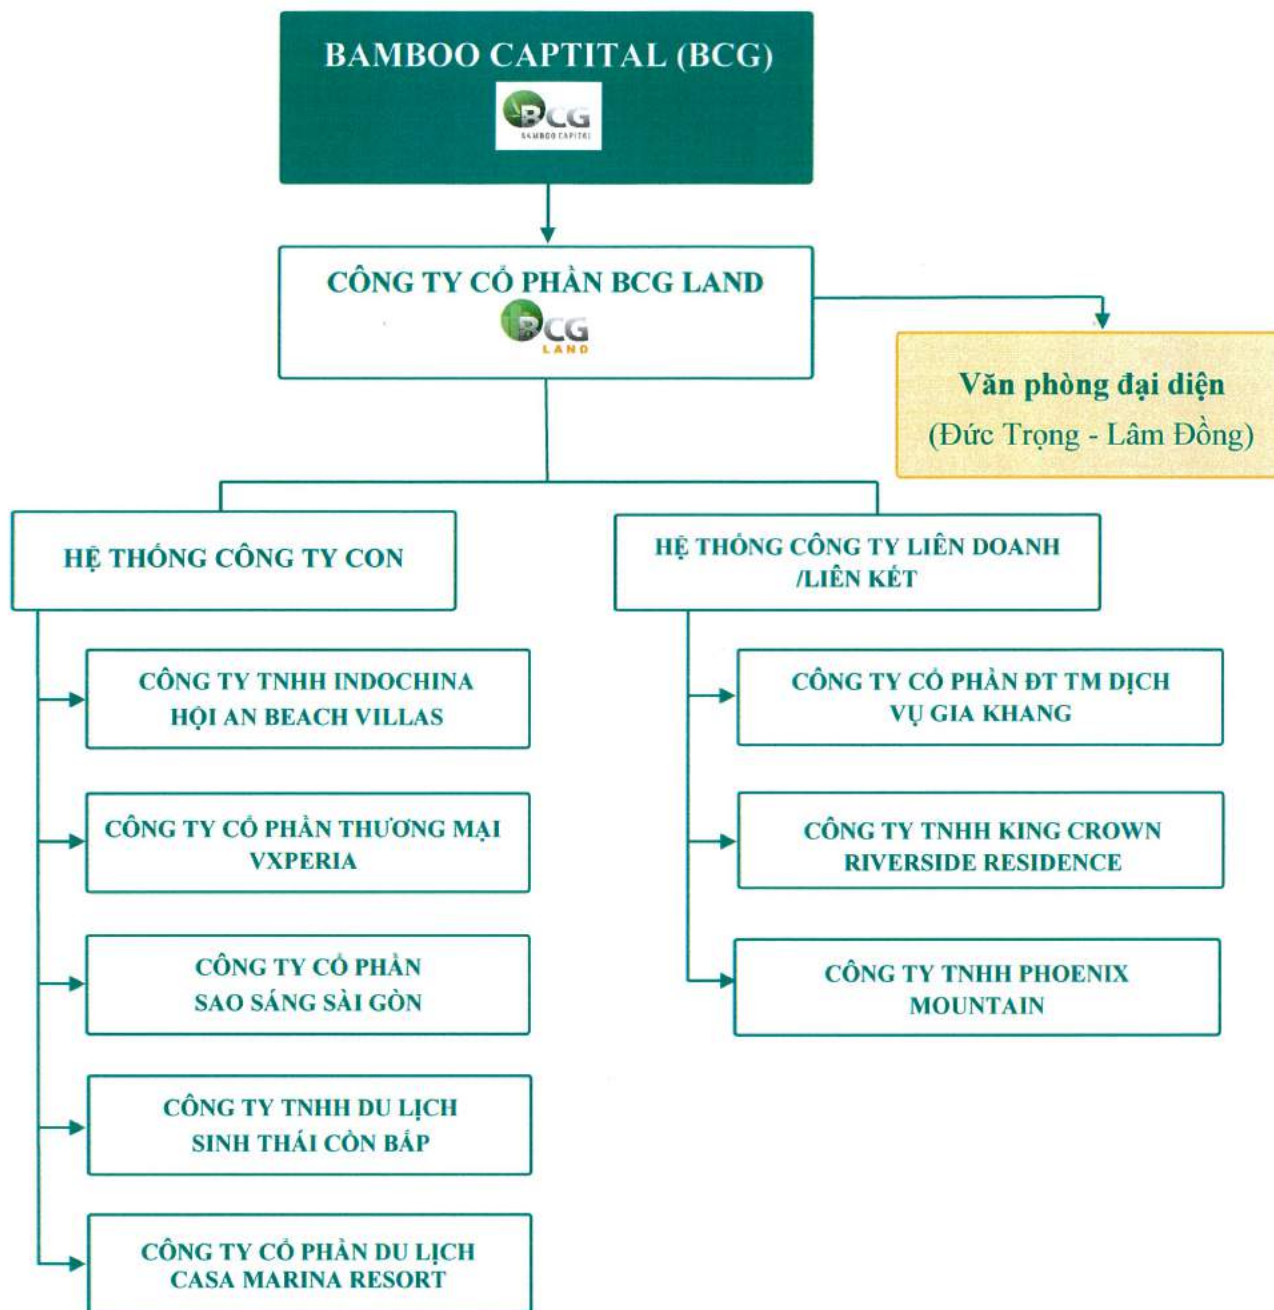 BAMBOO CAPTITAL (BCG)
BCG
BAMBOO CAPITAL
CÔNG TY CỔ PHẦN BCG LAND
BCG
LAND
Văn phòng đại diện
(Đức Trọng - Lâm Đồng)
HỆ THỐNG CÔNG TY CON
HỆ THỐNG CÔNG TY LIÊN DOANH
/LIÊN KẾT
CÔNG TY TNHH INDOCHINA
HỘI AN BEACH VILLAS
CÔNG TY CỔ PHẦN THƯƠNG MẠI
VXPERIA
CÔNG TY CỔ PHẦN
SAO SÁNG SÀI GÒN
CÔNG TY TNHH DU LỊCH
SINH THÁI CỒN BẮP
CÔNG TY CỔ PHẦN DU LỊCH
CASA MARINA RESORT
CÔNG TY CỔ PHẦN ĐT TM DỊCH
VỤ GIA KHANG
CÔNG TY TNHH KING CROWN
RIVERSIDE RESIDENCE
CÔNG TY TNHH PHOENIX
MOUNTAIN